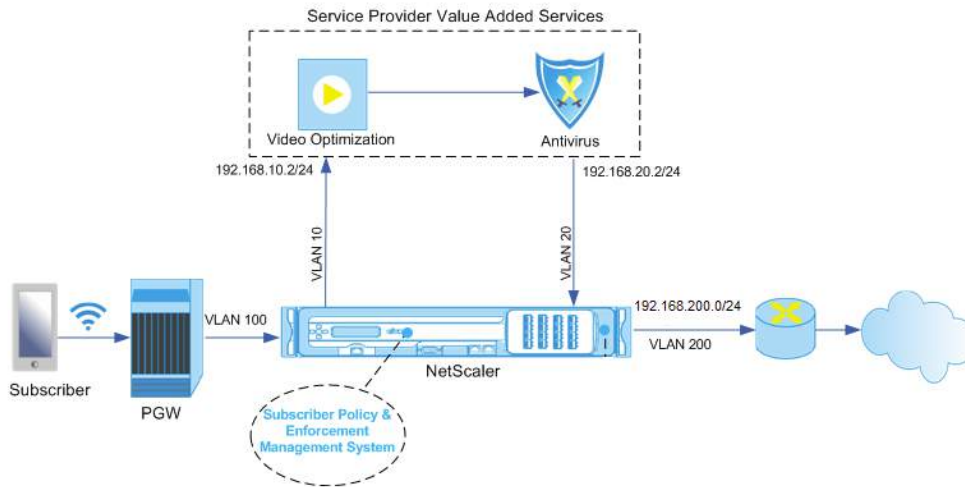 Service Provider Value Added Services
Video Optimization
Antivirus
192.168.10.2/24
192.168.20.2/24
VLAN 10
VLAN 20
VLAN 100
192.168.200.0/24
VLAN 200
NetScaler
Subscriber
PGW
Subscriber Policy &
Enforcement
Management System